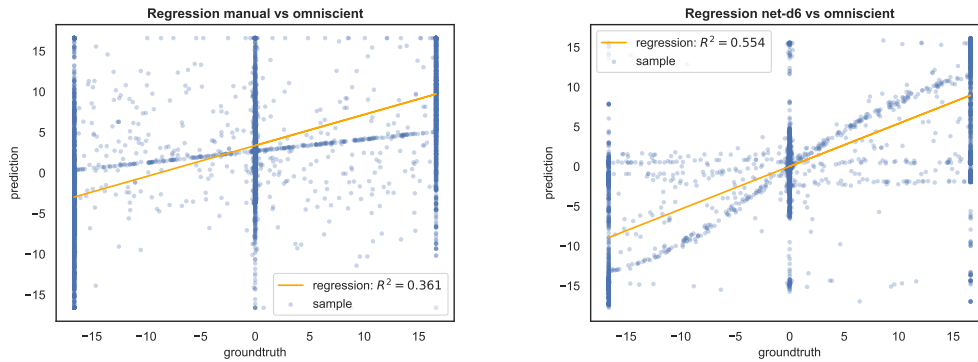 Regression manual vs omniscient
15
10
5
0
−5
−10
−15
prediction
regression: R² = 0.361
sample
−15
−10
−5
0
5
10
15
groundtruth
Regression net-d6 vs omniscient
regression: R² = 0.554
sample
15
10
5
0
−5
−10
−15
prediction
−15
−10
−5
0
5
10
15
groundtruth